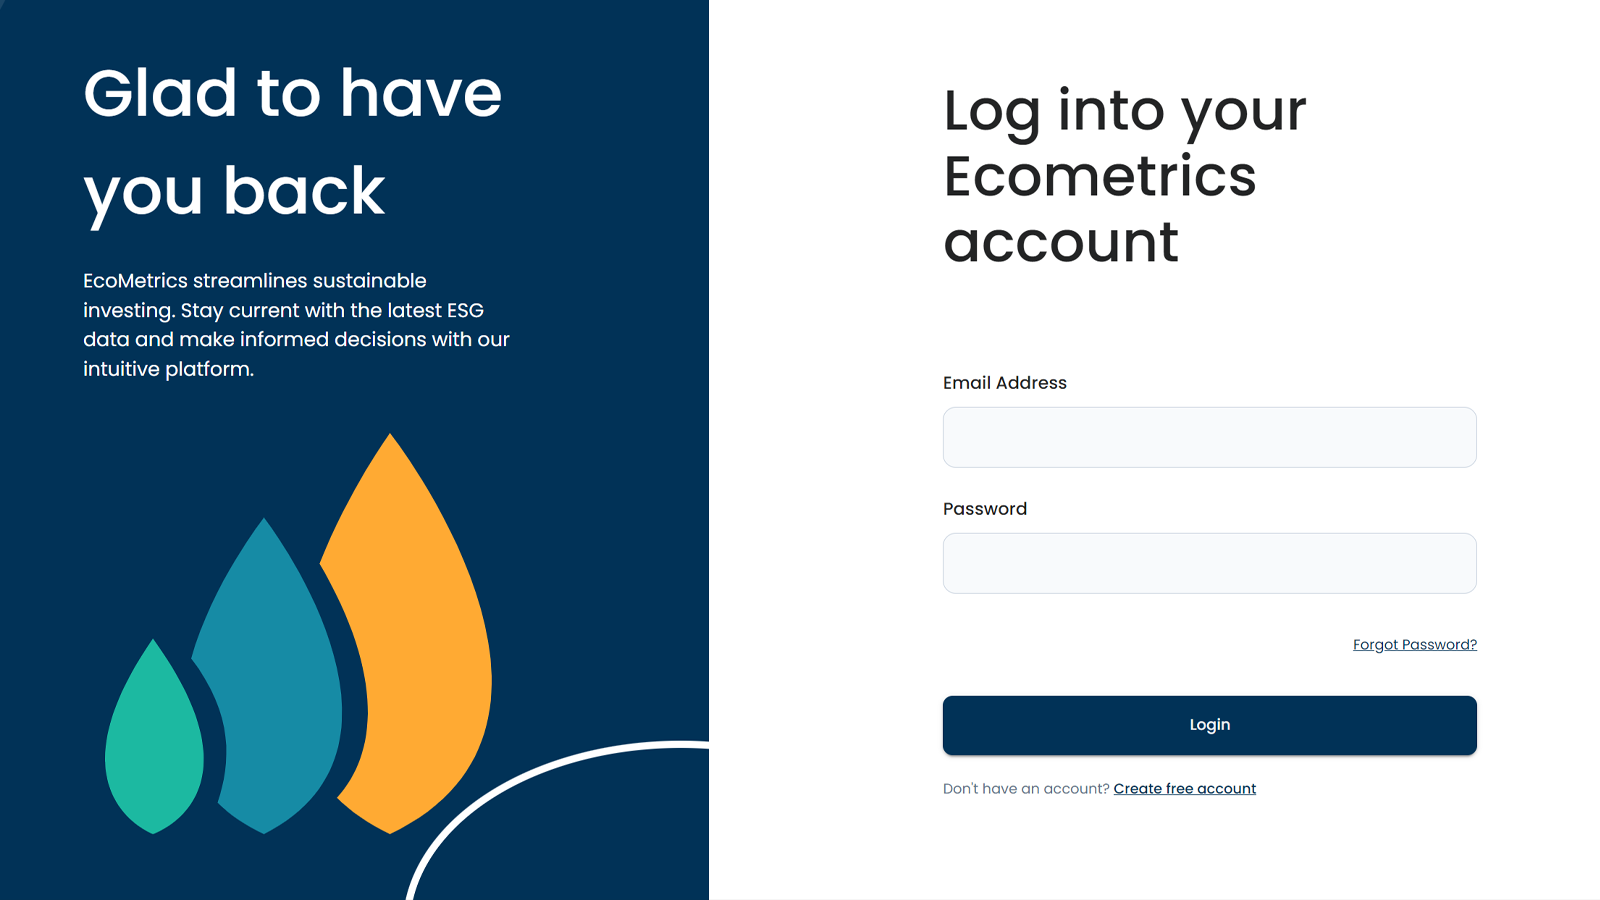 Glad to have
you back
EcoMetrics streamlines sustainable
investing. Stay current with the latest ESG
data and make informed decisions with our
intuitive platform.
Log into your
Ecometrics
account
Email Address
Password
Forgot Password?
Login
Don't have an account? Create free account